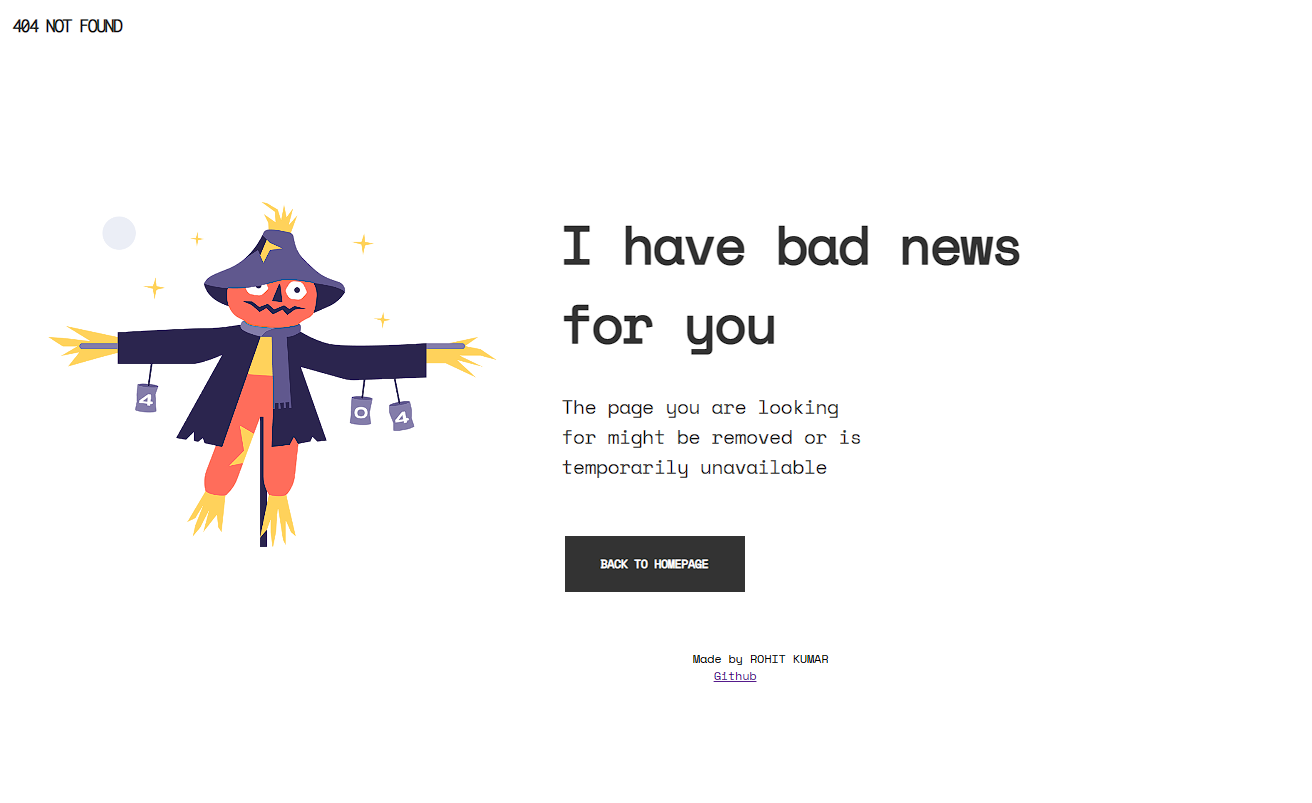 404 NOT FOUND
4
0
4
I have bad news
for you
The page you are looking
for might be removed or is
temporarily unavailable
BACK TO HOMEPAGE
Made by ROHIT KUMAR
Github